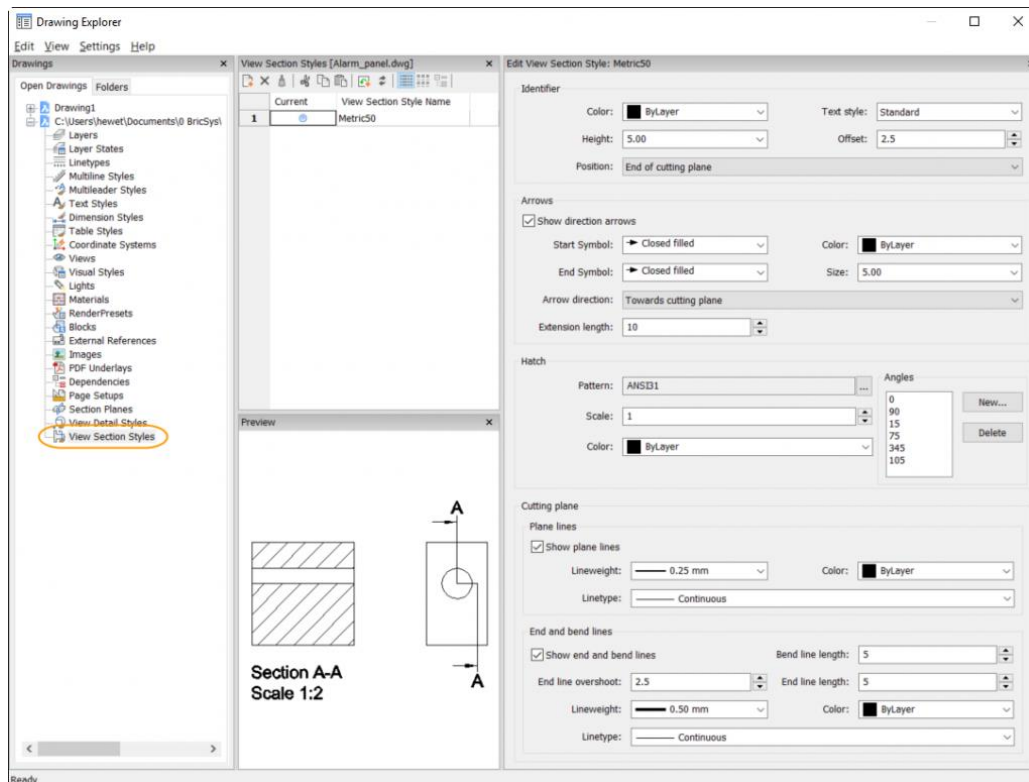 Drawing Explorer
Edit View Settings Help
Drawings
Open Drawings Folders
Drawing1
C:\Users\hewet\Documents\0 BricSys\
Layers
Layer States
Linetypes
Multiline Styles
Multileader Styles
Text Styles
Dimension Styles
Table Styles
Coordinate Systems
Views
Visual Styles
Lights
Materials
RenderPresets
Blocks
External References
Images
PDF Underlays
Dependencies
Page Setups
Section Planes
View Detail Styles
View Section Styles
View Section Styles [Alarm_panel.dwg]
Current View Section Style Name
1 Metric50
Preview
A
A
Section A-A
Scale 1:2
Edit View Section Style: Metric50
Identifier
Color: ByLayer Text style: Standard
Height: 5.00 Offset: 2.5
Position: End of cutting plane
Arrows
Show direction arrows
Start Symbol: Closed filled Color: ByLayer
End Symbol: Closed filled Size: 5.00
Arrow direction: Towards cutting plane
Extension length: 10
Hatch
Pattern: ANSI31 ...
Scale: 1
Color: ByLayer
Angles
0
90
15
75
345
105
New...
Delete
Cutting plane
Plane lines
Show plane lines
Lineweight: 0.25 mm Color: ByLayer
Linetype: Continuous
End and bend lines
Show end and bend lines Bend line length: 5
End line overshoot: 2.5 End line length: 5
Lineweight: 0.50 mm Color: ByLayer
Linetype: Continuous
Ready